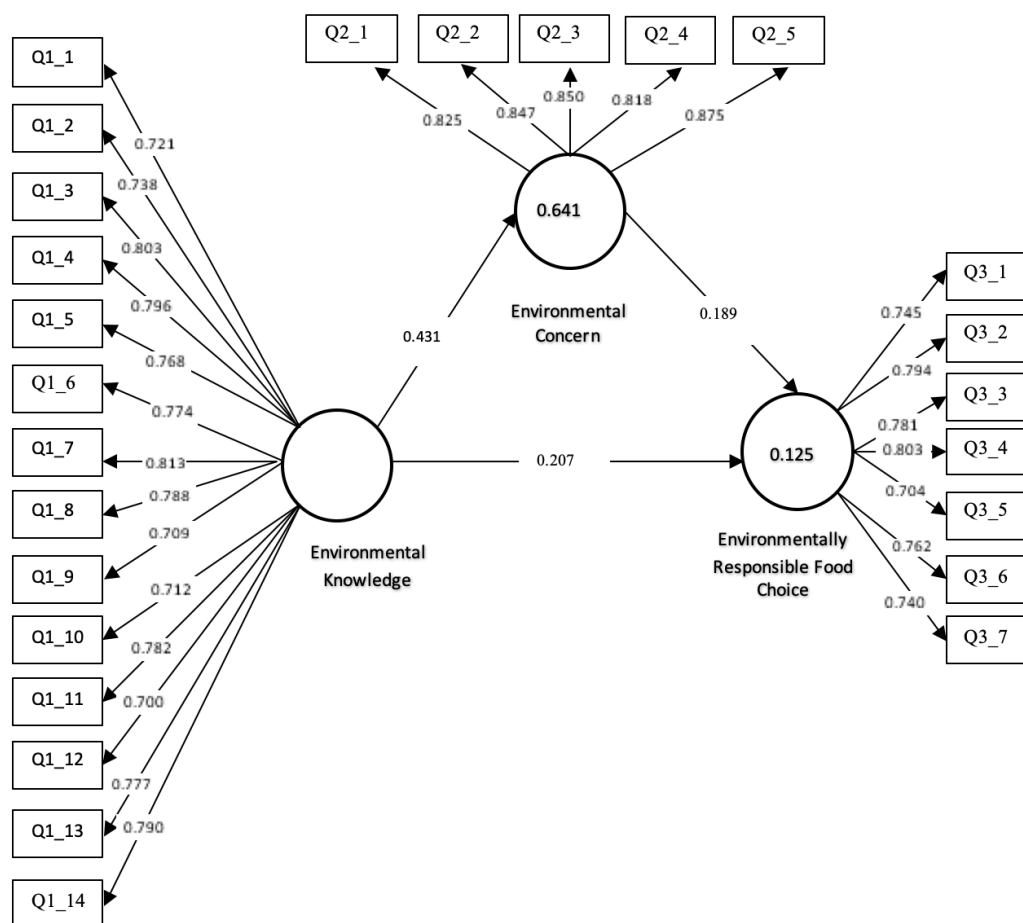 Q2_1
Q2_2
Q2_3
Q2_4
Q2_5
0.825
0.847
0.850
0.818
0.875
Q1_1
Q1_2
Q1_3
Q1_4
Q1_5
Q1_6
Q1_7
Q1_8
Q1_9
Q1_10
Q1_11
Q1_12
Q1_13
Q1_14
0.721
0.738
0.803
0.796
0.768
0.774
0.813
0.788
0.709
0.712
0.782
0.700
0.777
0.790
Environmental
Knowledge
0.431
0.641
Environmental
Concern
0.189
0.207
0.125
Environmentally
Responsible Food
Choice
0.745
0.794
0.781
0.803
0.704
0.762
0.740
Q3_1
Q3_2
Q3_3
Q3_4
Q3_5
Q3_6
Q3_7